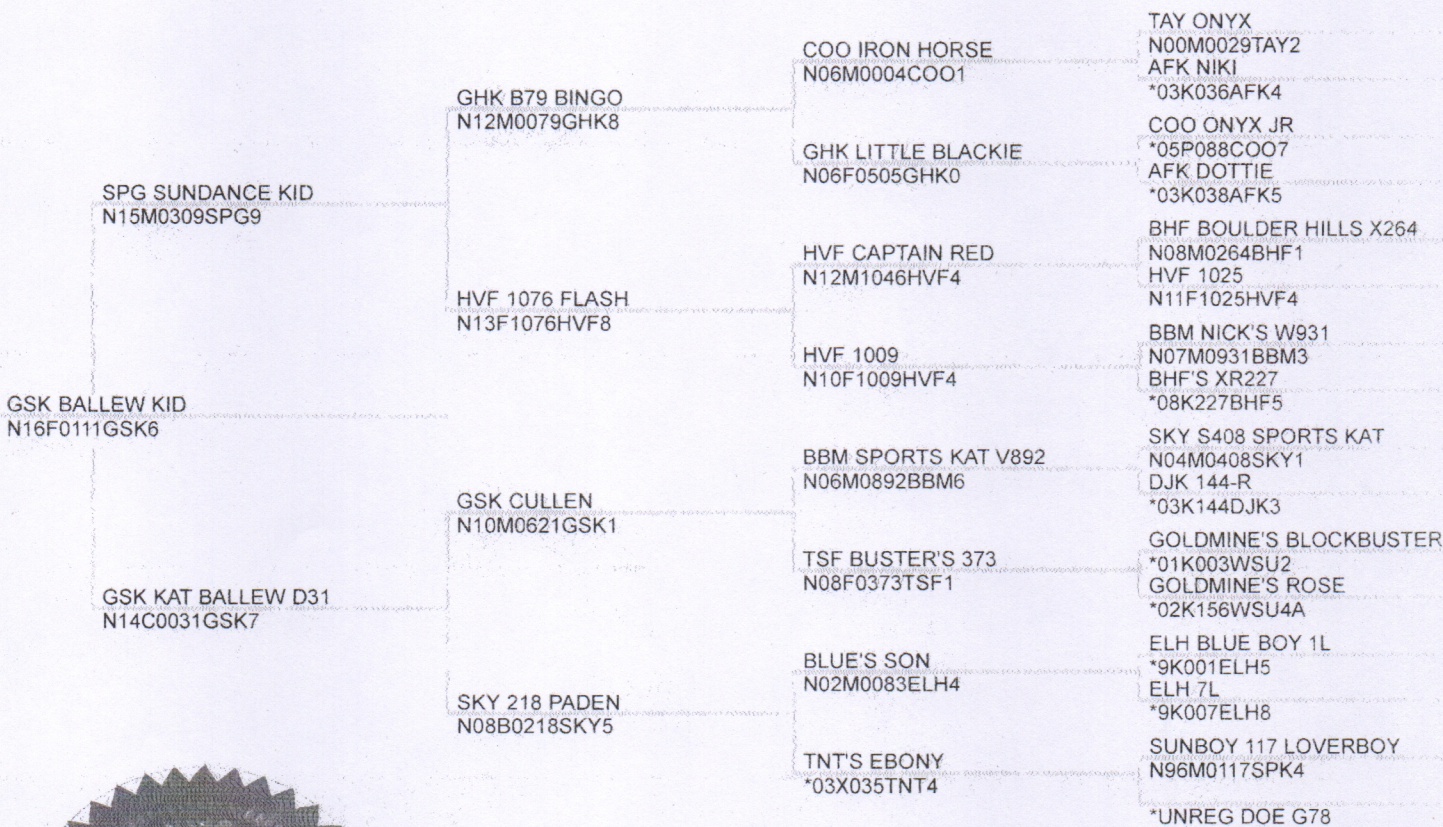 GSK BALLEW KID
N16F0111GSK6
SPG SUNDANCE KID
N15M0309SPG9
GSK KAT BALLEW D31
N14C0031GSK7
GHK B79 BINGO
N12M0079GHK8
HVF 1076 FLASH
N13F1076HVF8
GSK CULLEN
N10M0621GSK1
SKY 218 PADEN
N08B0218SKY5
COO IRON HORSE
N06M0004COO1
GHK LITTLE BLACKIE
N06F0505GHK0
HVF CAPTAIN RED
N12M1046HVF4
HVF 1009
N10F1009HVF4
BBM SPORTS KAT V892
N06M0892BBM6
TSF BUSTER'S 373
N08F0373TSF1
BLUE'S SON
N02M0083ELH4
TNT'S EBONY
*03X035TNT4
TAY ONYX
N00M0029TAY2
AFK NIKI
*03K036AFK4
COO ONYX JR
*05P088COO7
AFK DOTTIE
*03K038AFK5
BHF BOULDER HILLS X264
N08M0264BHF1
HVF 1025
N11F1025HVF4
BBM NICK'S W931
N07M0931BBM3
BHF'S XR227
*08K227BHF5
SKY S408 SPORTS KAT
N04M0408SKY1
DJK 144-R
*03K144DJK3
GOLDMINE'S BLOCKBUSTER
*01K003WSU2
GOLDMINE'S ROSE
*02K156WSU4A
ELH BLUE BOY 1L
*9K001ELH5
ELH 7L
*9K007ELH8
SUNBOY 117 LOVERBOY
N96M0117SPK4
*UNREG DOE G78